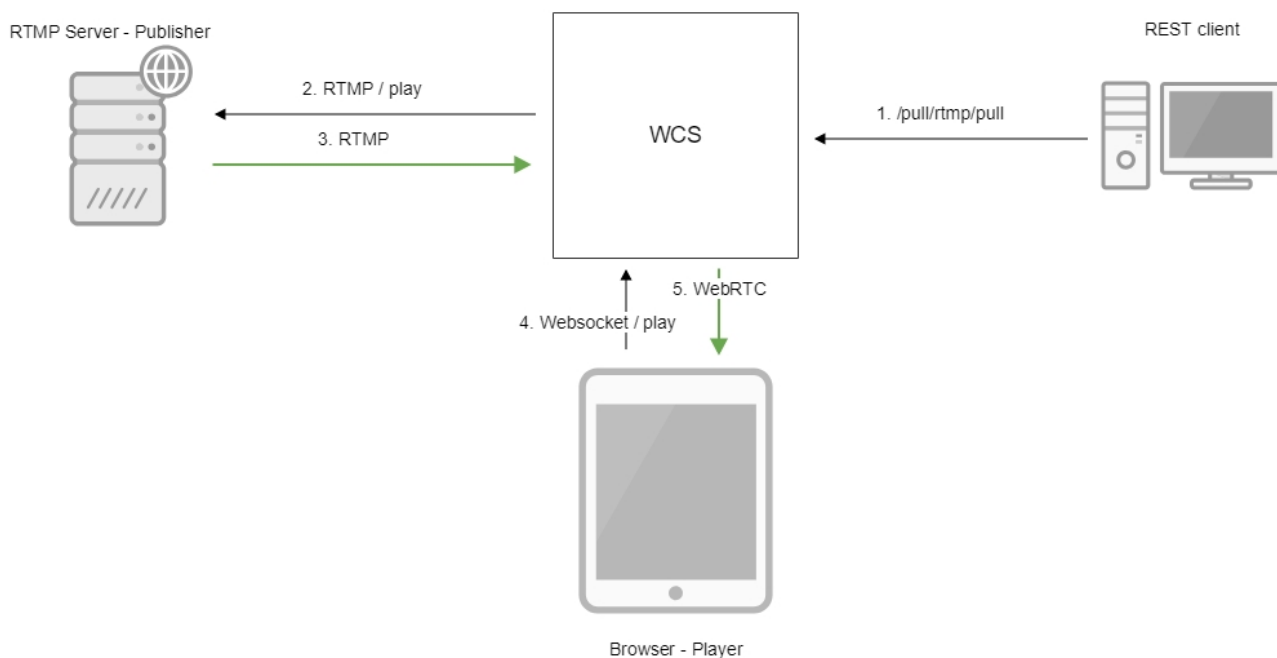 RTMP Server - Publisher
REST client
2. RTMP / play
1. /pull/rtmp/pull
WCS
3. RTMP
5. WebRTC
4. Websocket / play
Browser - Player